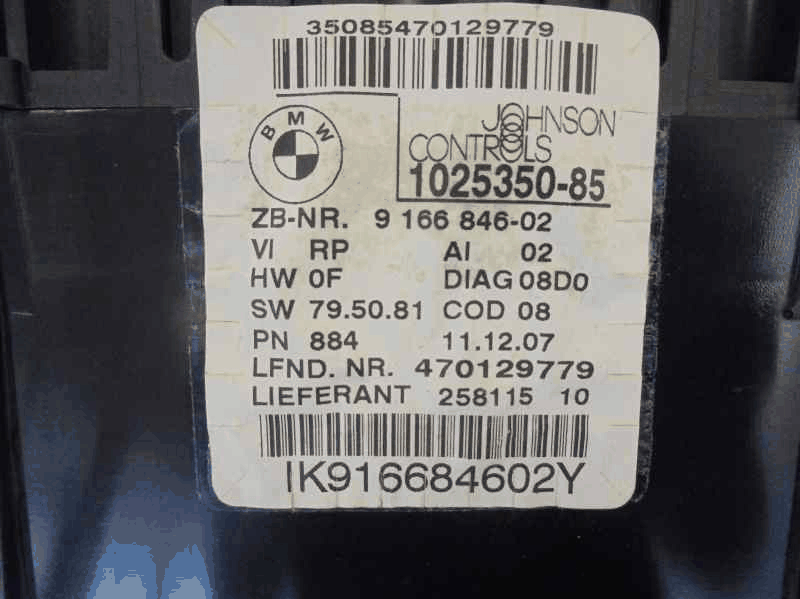 35085470129779
BMW
JOHNSON
CONTROLS
1025350-85
ZB-NR. 9 166 846-02
VI RP AI 02
HW 0F DIAG 08D0
SW 79.50.81 COD 08
PN 884 11.12.07
LFND. NR. 470129779
LIEFERANT 258115 10
IK916684602Y